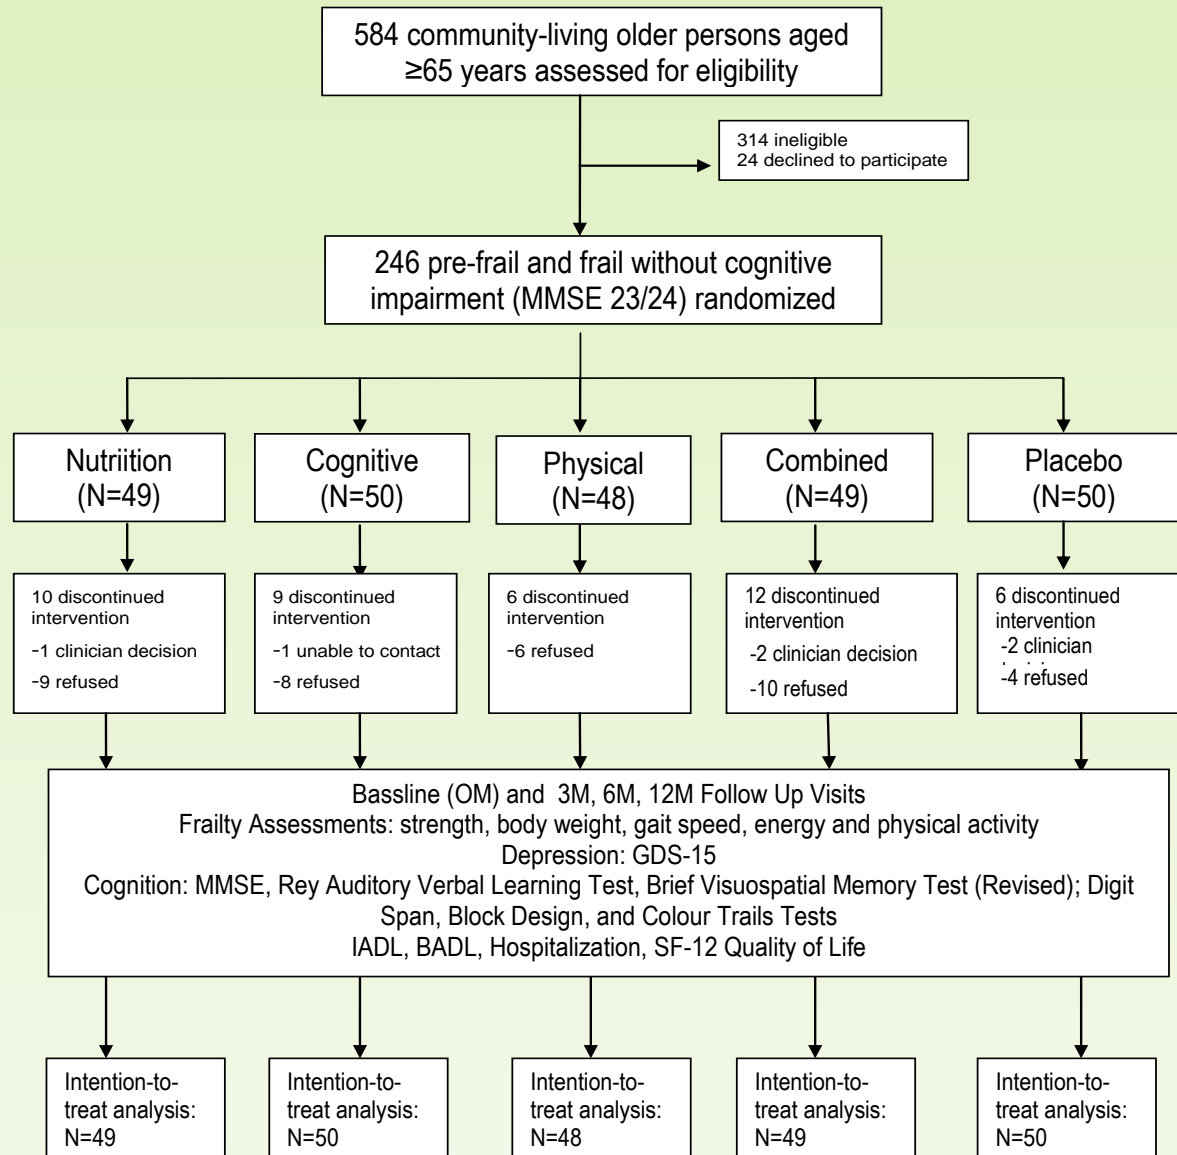 584 community-living older persons aged
≥65 years assessed for eligibility
314 ineligible
24 declined to participate
246 pre-frail and frail without cognitive
impairment (MMSE 23/24) randomized
Nutriition
(N=49)
Cognitive
(N=50)
Physical
(N=48)
Combined
(N=49)
Placebo
(N=50)
10 discontinued
intervention
-1 clinician decision
-9 refused
9 discontinued
intervention
-1 unable to contact
-8 refused
6 discontinued
intervention
-6 refused
12 discontinued
intervention
-2 clinician decision
-10 refused
6 discontinued
intervention
-2 clinician
-4 refused
Bassline (OM) and 3M, 6M, 12M Follow Up Visits
Frailty Assessments: strength, body weight, gait speed, energy and physical activity
Depression: GDS-15
Cognition: MMSE, Rey Auditory Verbal Learning Test, Brief Visuospatial Memory Test (Revised); Digit
Span, Block Design, and Colour Trails Tests
IADL, BADL, Hospitalization, SF-12 Quality of Life
Intention-to-
treat analysis:
N=49
Intention-to-
treat analysis:
N=50
Intention-to-
treat analysis:
N=48
Intention-to-
treat analysis:
N=49
Intention-to-
treat analysis:
N=50